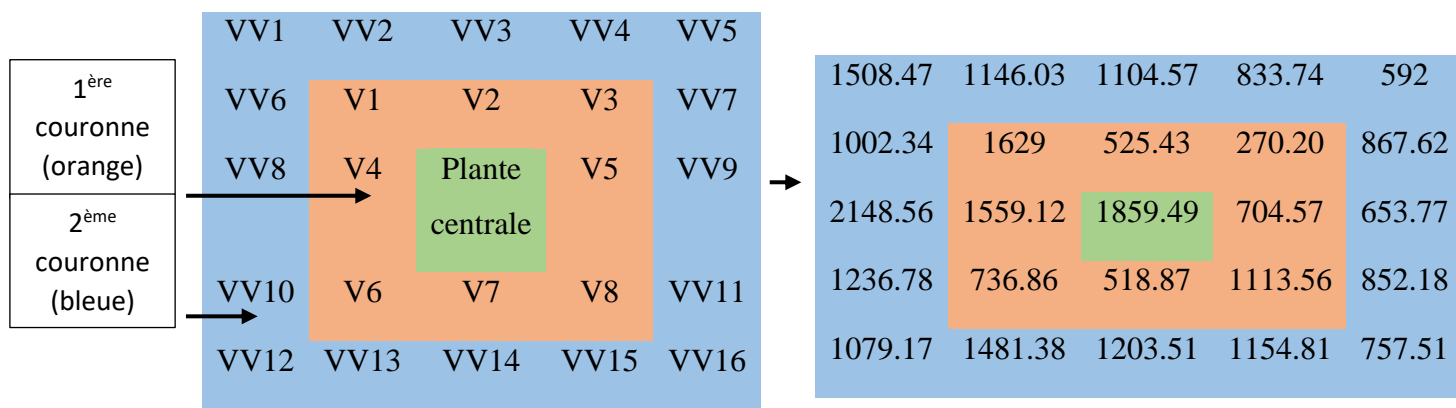 1ère
couronne
(orange)
2ème
couronne
(bleue)
VV1 VV2 VV3 VV4 VV5
VV6 V1 V2 V3 VV7
VV8 V4 Plante V5 VV9
centrale
VV10 V6 V7 V8 VV11
VV12 VV13 VV14 VV15 VV16
1508.47 1146.03 1104.57 833.74 592
1002.34 1629 525.43 270.20 867.62
2148.56 1559.12 1859.49 704.57 653.77
1236.78 736.86 518.87 1113.56 852.18
1079.17 1481.38 1203.51 1154.81 757.51